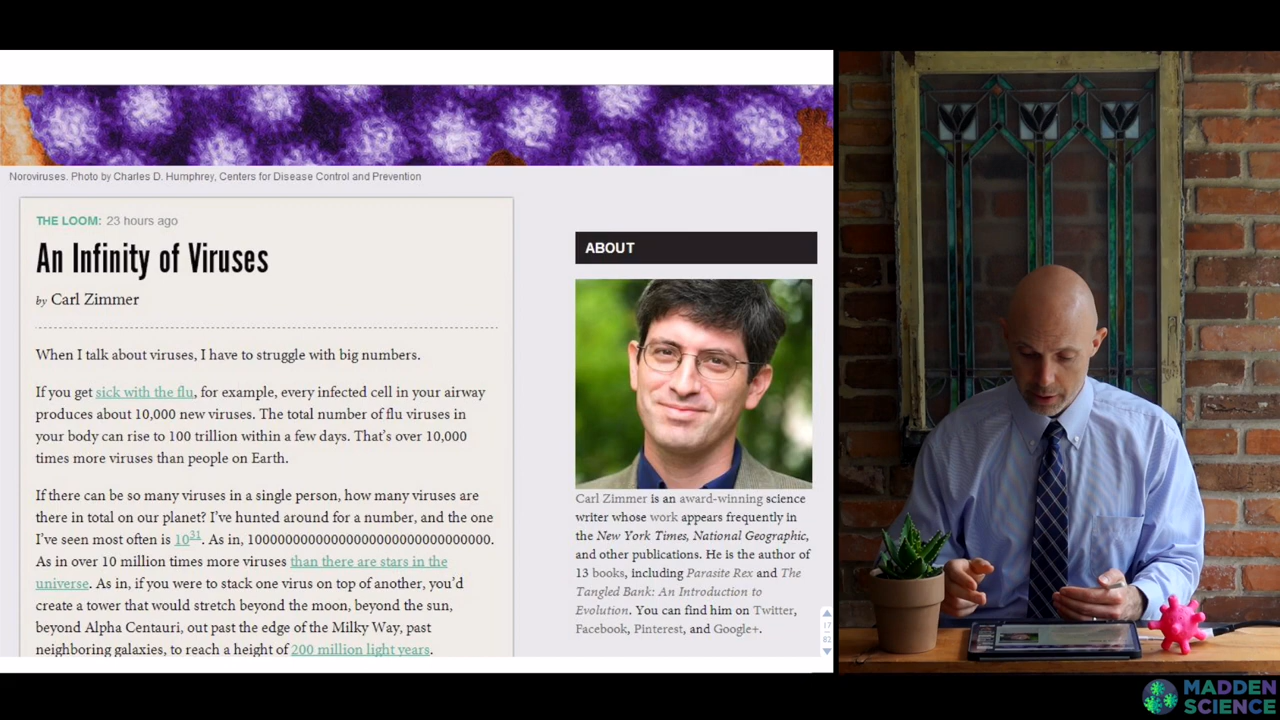 Noroviruses. Photo by Charles D. Humphrey, Centers for Disease Control and Prevention
THE LOOM: 23 hours ago
An Infinity of Viruses
by Carl Zimmer
When I talk about viruses, I have to struggle with big numbers.
If you get sick with the flu, for example, every infected cell in your airway
produces about 10,000 new viruses. The total number of flu viruses in
your body can rise to 100 trillion within a few days. That’s over 10,000
times more viruses than people on Earth.
If there can be so many viruses in a single person, how many viruses are
there in total on our planet? I’ve hunted around for a number, and the one
I’ve seen most often is 10³¹. As in, 10000000000000000000000000000000.
As in over 10 million times more viruses than there are stars in the
universe. As in, if you were to stack one virus on top of another, you’d
create a tower that would stretch beyond the moon, beyond the sun,
beyond Alpha Centauri, out past the edge of the Milky Way, past
neighboring galaxies, to reach a height of 200 million light years.
ABOUT
Carl Zimmer is an award-winning science
writer whose work appears frequently in
the New York Times, National Geographic,
and other publications. He is the author of
13 books, including Parasite Rex and The
Tangled Bank: An Introduction to
Evolution. You can find him on Twitter,
Facebook, Pinterest, and Google+.
17
82
MADDEN
SCIENCE